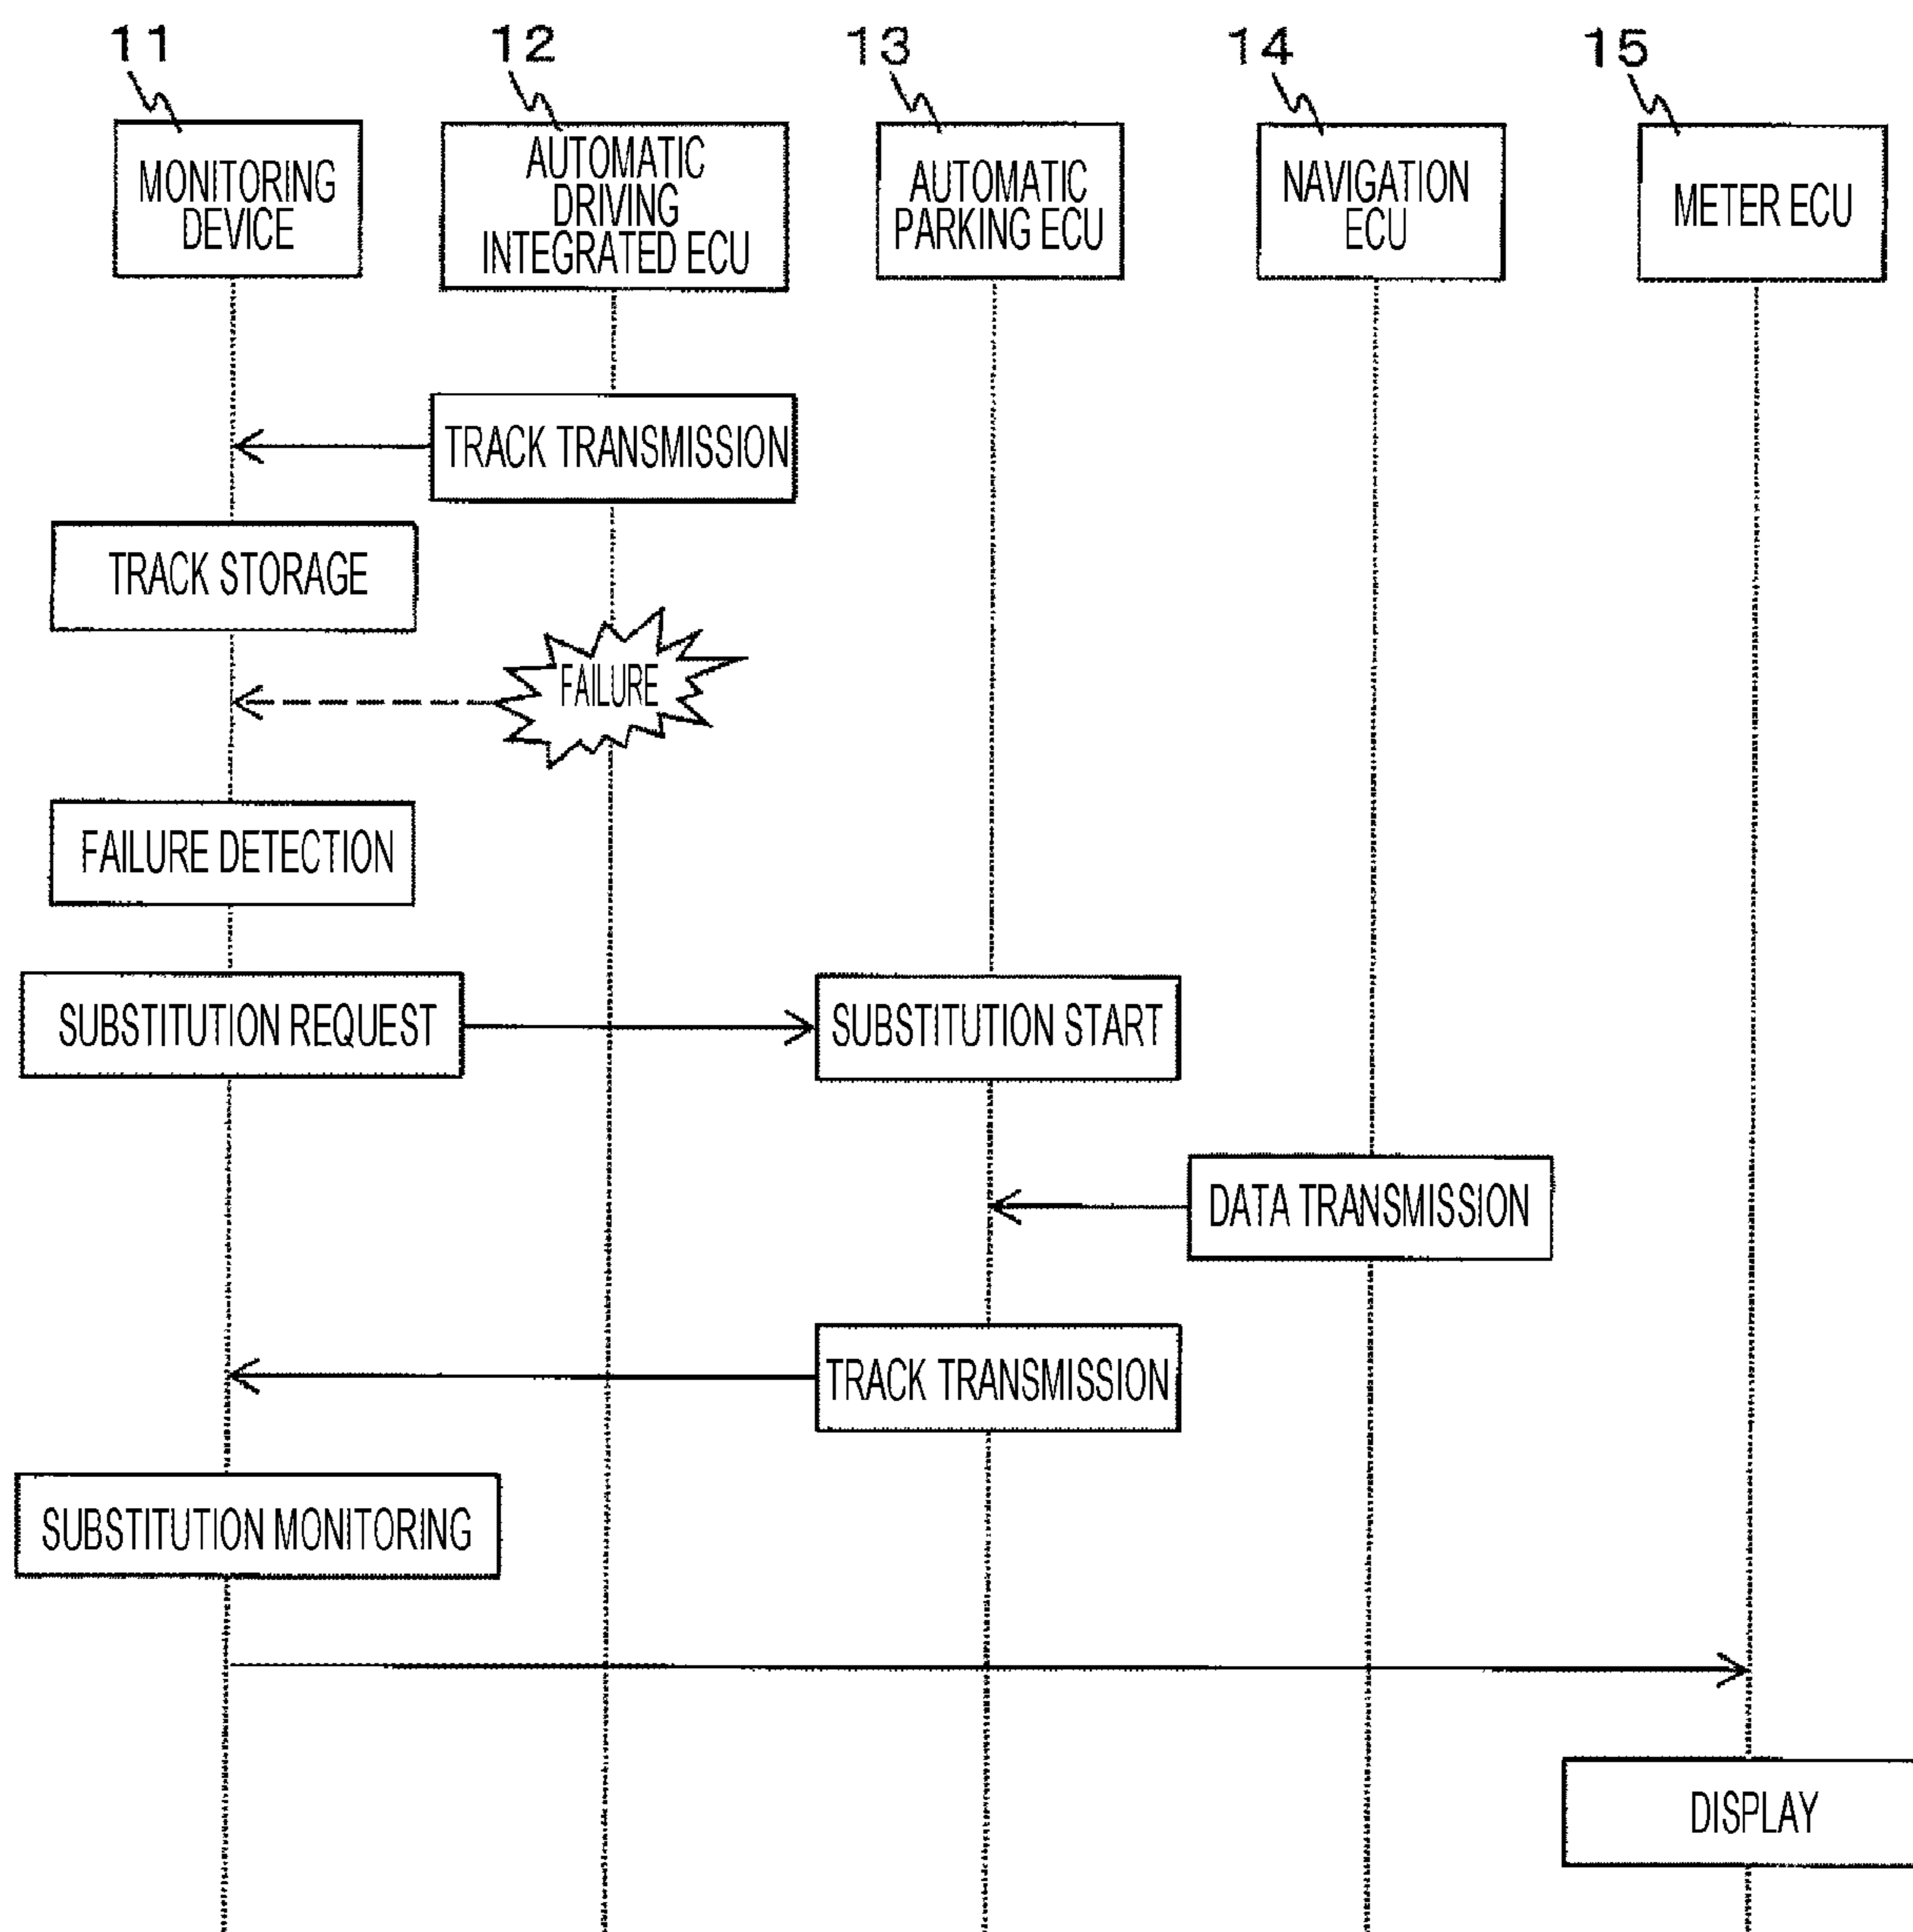 11
12
13
14
15
MONITORING
DEVICE
AUTOMATIC
DRIVING
INTEGRATED ECU
AUTOMATIC
PARKING ECU
NAVIGATION
ECU
METER ECU
TRACK TRANSMISSION
TRACK STORAGE
FAILURE
FAILURE DETECTION
SUBSTITUTION REQUEST
SUBSTITUTION START
DATA TRANSMISSION
TRACK TRANSMISSION
SUBSTITUTION MONITORING
DISPLAY